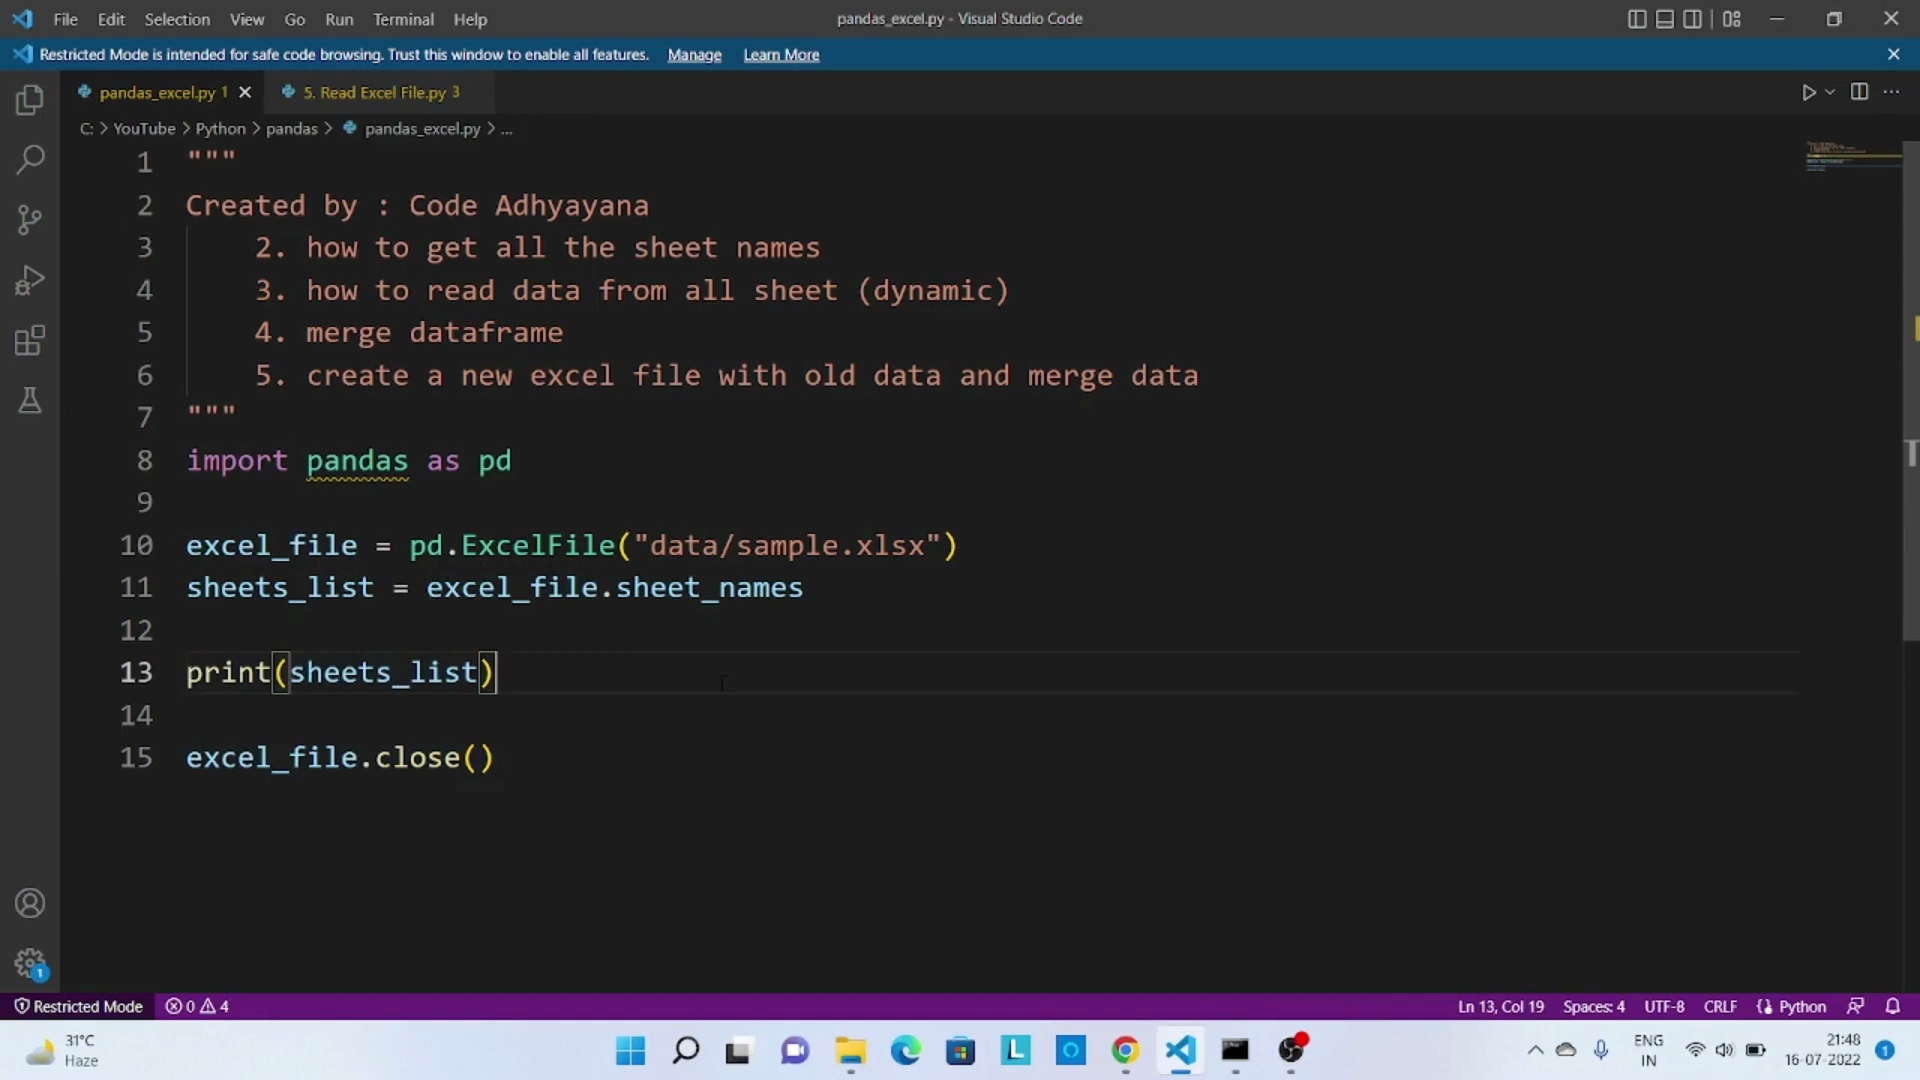 File Edit Selection View Go Run Terminal Help
pandas_excel.py - Visual Studio Code
Restricted Mode is intended for safe code browsing. Trust this window to enable all features. Manage Learn More
pandas_excel.py 1
5. Read Excel File.py 3
C: > YouTube > Python > pandas > pandas_excel.py > ...
1 """
2 Created by : Code Adhyayana
3 2. how to get all the sheet names
4 3. how to read data from all sheet (dynamic)
5 4. merge dataframe
6 5. create a new excel file with old data and merge data
7 """
8 import pandas as pd
9
10 excel_file = pd.ExcelFile("data/sample.xlsx")
11 sheets_list = excel_file.sheet_names
12
13 print(sheets_list)
14
15 excel_file.close()
1
Restricted Mode 0 4 Ln 13, Col 19 Spaces: 4 UTF-8 CRLF Python
31°C
Haze
L
ENG
IN
21:48
16-07-2022
1